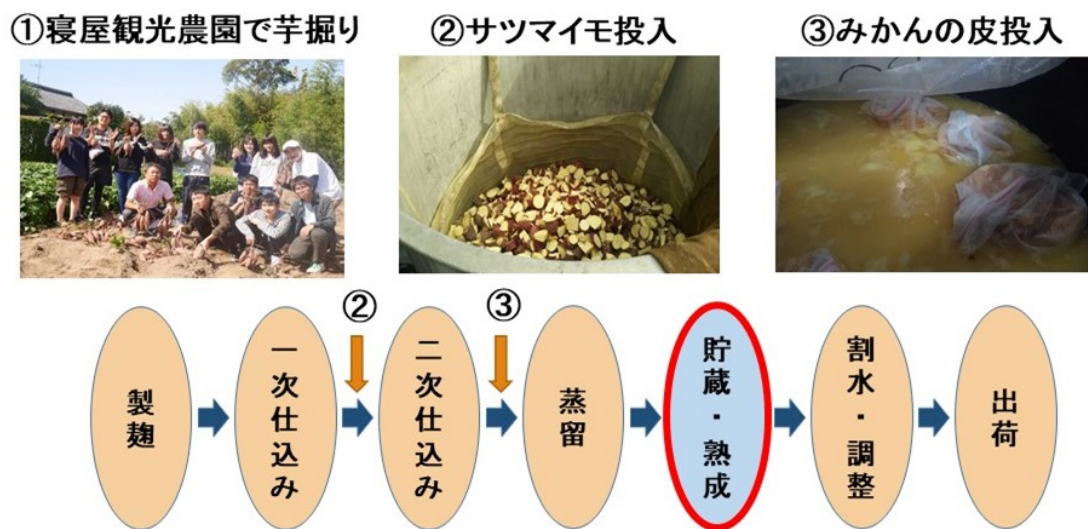 ①寝屋観光農園で芋掘り
②サツマイモ投入
③みかんの皮投入
②
③
製麹
一次仕込み
二次仕込み
蒸留
貯蔵・熟成
割水・調整
出荷